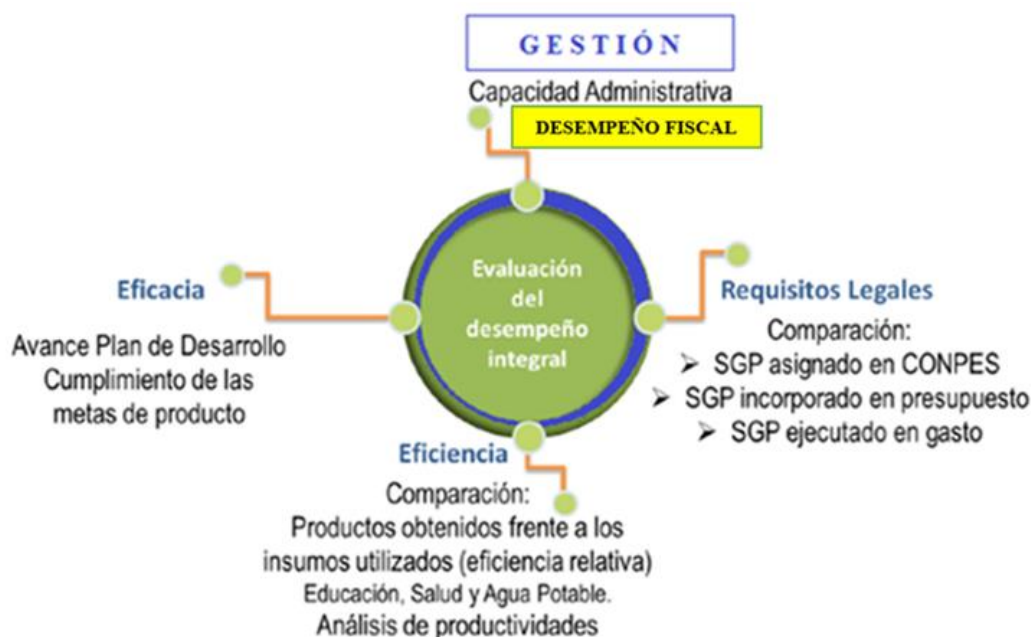 GESTIÓN
Capacidad Administrativa
DESEMPEÑO FISCAL
Evaluación
del
desempeño
integral
Eficacia
Avance Plan de Desarrollo
Cumplimiento de las
metas de producto
Requisitos Legales
Comparación:
➢ SGP asignado en CONPES
➢ SGP incorporado en presupuesto
➢ SGP ejecutado en gasto
Eficiencia
Comparación:
Productos obtenidos frente a los
insumos utilizados (eficiencia relativa)
Educación, Salud y Agua Potable.
Análisis de productividades